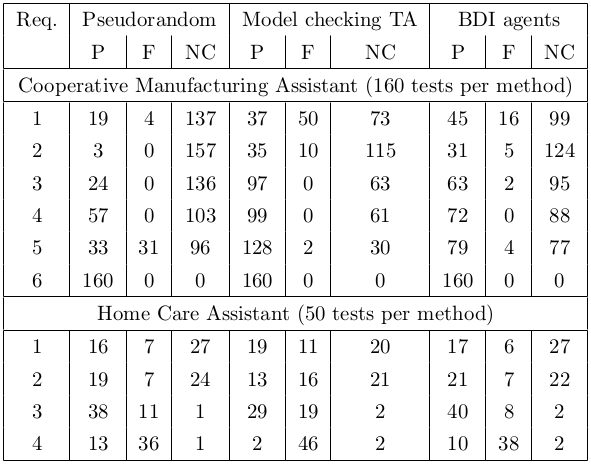 Req. Pseudorandom Model checking TA BDI agents
P F NC P F NC P F NC
Cooperative Manufacturing Assistant (160 tests per method)
1 19 4 137 37 50 73 45 16 99
2 3 0 157 35 10 115 31 5 124
3 24 0 136 97 0 63 63 2 95
4 57 0 103 99 0 61 72 0 88
5 33 31 96 128 2 30 79 4 77
6 160 0 0 160 0 0 160 0 0
Home Care Assistant (50 tests per method)
1 16 7 27 19 11 20 17 6 27
2 19 7 24 13 16 21 21 7 22
3 38 11 1 29 19 2 40 8 2
4 13 36 1 2 46 2 10 38 2